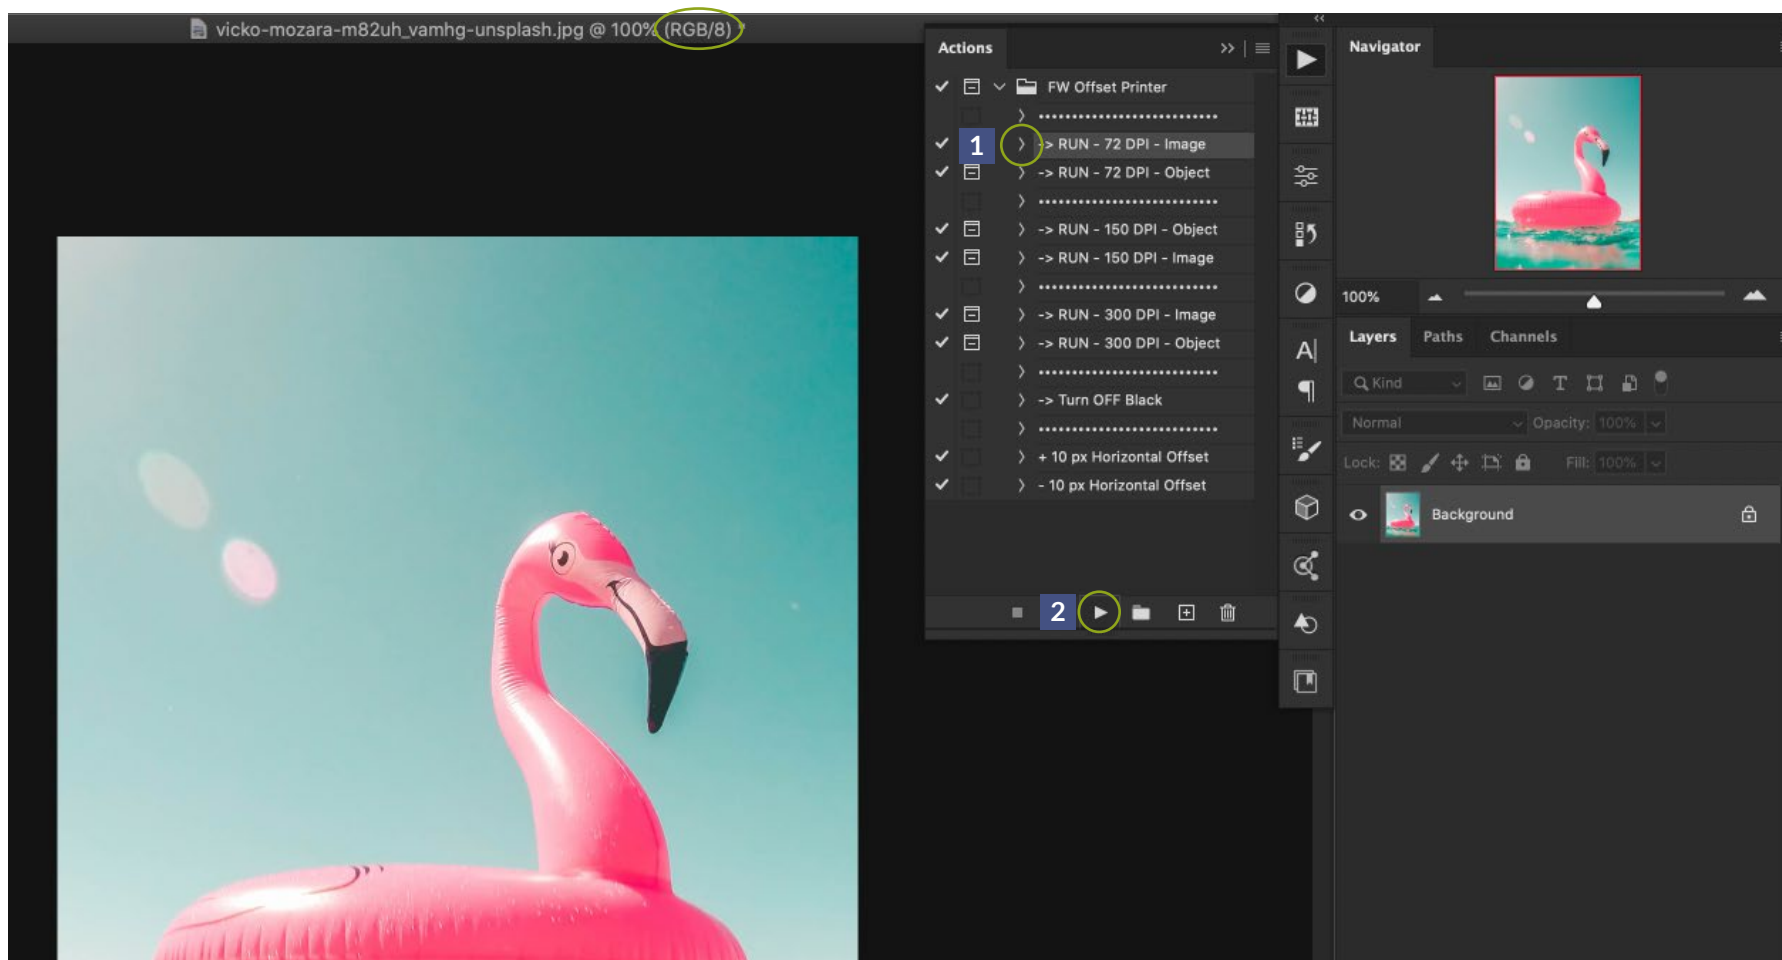 vicko-mozara-m82uh_vamhg-unsplash.jpg @ 100% (RGB/8) *
Actions
FW Offset Printer
1
-> RUN - 72 DPI - Image
-> RUN - 72 DPI - Object
-> RUN - 150 DPI - Object
-> RUN - 150 DPI - Image
-> RUN - 300 DPI - Image
-> RUN - 300 DPI - Object
-> Turn OFF Black
+ 10 px Horizontal Offset
- 10 px Horizontal Offset
2
Navigator
100%
Layers Paths Channels
Kind
Normal Opacity: 100%
Lock: Fill: 100%
Background